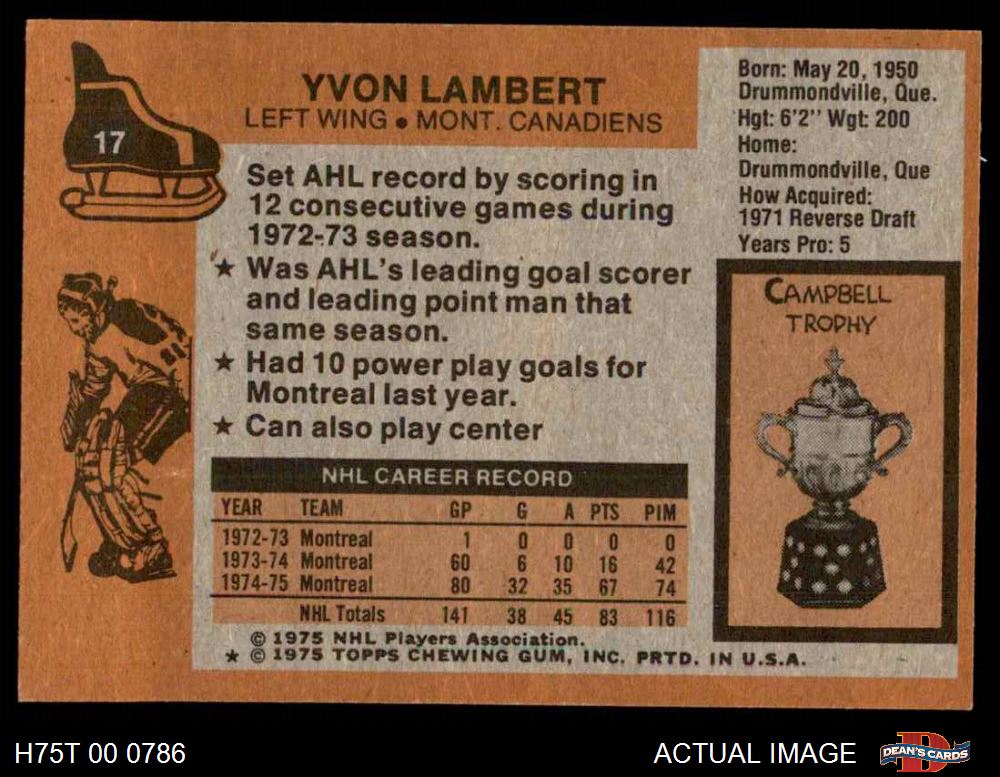 17
YVON LAMBERT
LEFT WING ● MONT. CANADIENS
Set AHL record by scoring in
12 consecutive games during
1972-73 season.
★ Was AHL's leading goal scorer
and leading point man that
same season.
★ Had 10 power play goals for
Montreal last year.
★ Can also play center
Born: May 20, 1950
Drummondville, Que.
Hgt: 6'2" Wgt: 200
Home:
Drummondville, Que
How Acquired:
1971 Reverse Draft
Years Pro: 5
CAMPBELL
TROPHY
NHL CAREER RECORD
YEAR TEAM GP G A PTS PIM
1972-73 Montreal 1 0 0 0 0
1973-74 Montreal 60 6 10 16 42
1974-75 Montreal 80 32 35 67 74
NHL Totals 141 38 45 83 116
© 1975 NHL Players Association.
★ © 1975 TOPPS CHEWING GUM, INC. PRTD. IN U.S.A.
H75T 00 0786
ACTUAL IMAGE
DEAN'S CARDS